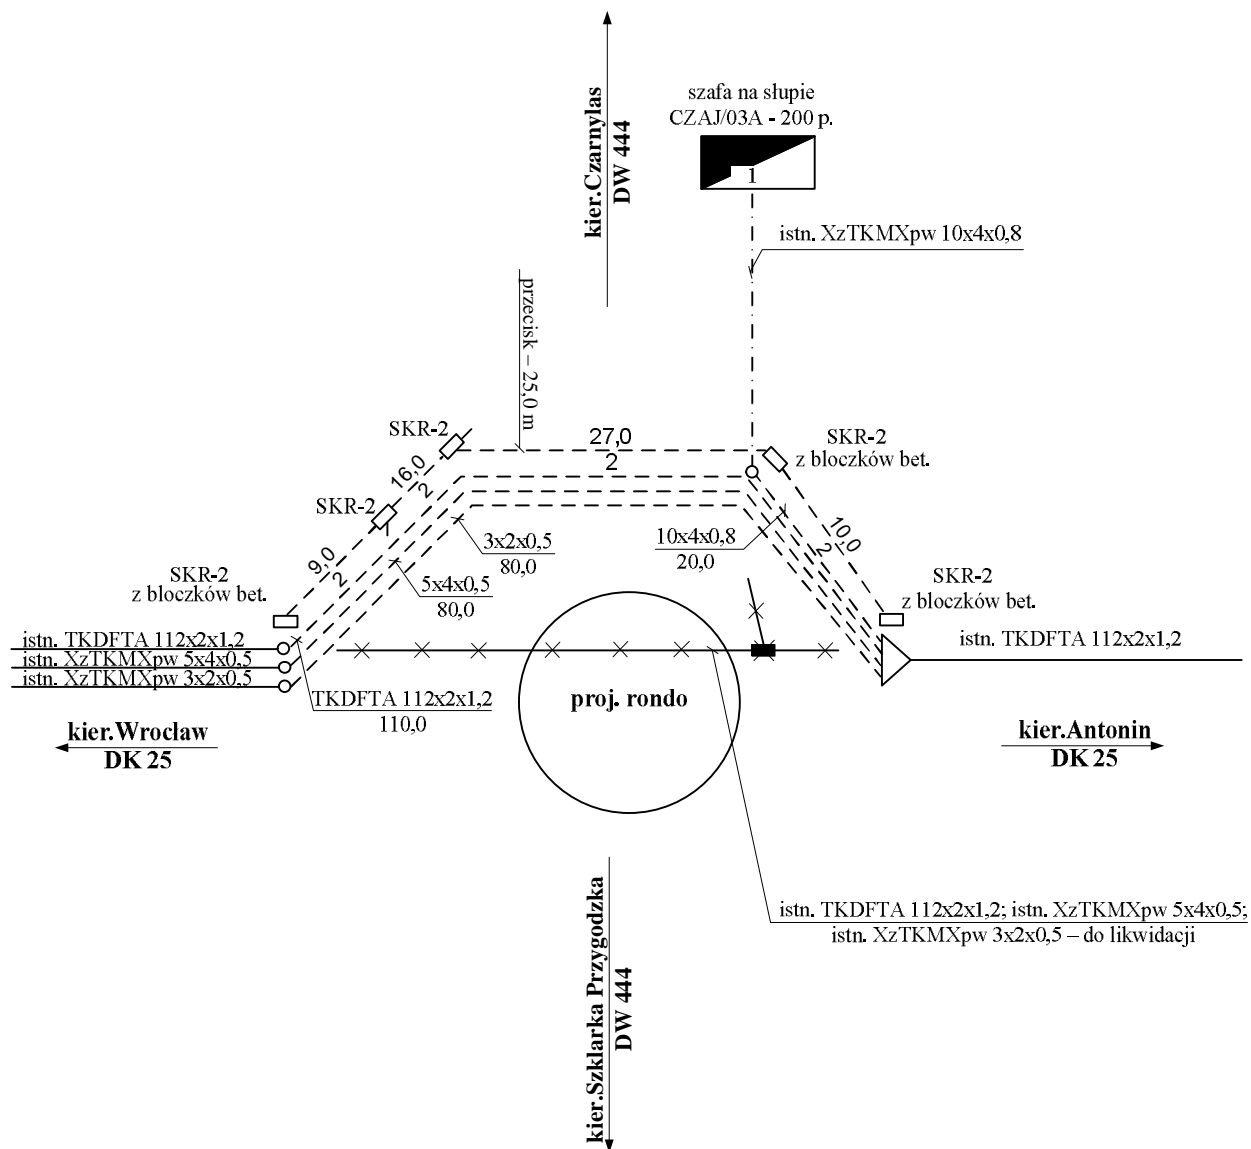 kier.Czarnylas
DW 444
szafa na słupie
CZAJ/03A - 200 p.
1
istn. XzTKMXpw 10x4x0,8
przecisk – 25,0 m
SKR-2
27,0
2
SKR-2
z bloczków bet.
16,0
2
SKR-2
3x2x0,5
80,0
10x4x0,8
20,0
10,0
2
9,0
2
SKR-2
z bloczków bet.
5x4x0,5
80,0
SKR-2
z bloczków bet.
istn. TKDFTA 112x2x1,2
istn. XzTKMXpw 5x4x0,5
istn. XzTKMXpw 3x2x0,5
istn. TKDFTA 112x2x1,2
TKDFTA 112x2x1,2
110,0
proj. rondo
kier.Wrocław
DK 25
kier.Antonin
DK 25
istn. TKDFTA 112x2x1,2; istn. XzTKMXpw 5x4x0,5;
istn. XzTKMXpw 3x2x0,5 – do likwidacji
kier.Szklarka Przygodzka
DW 444